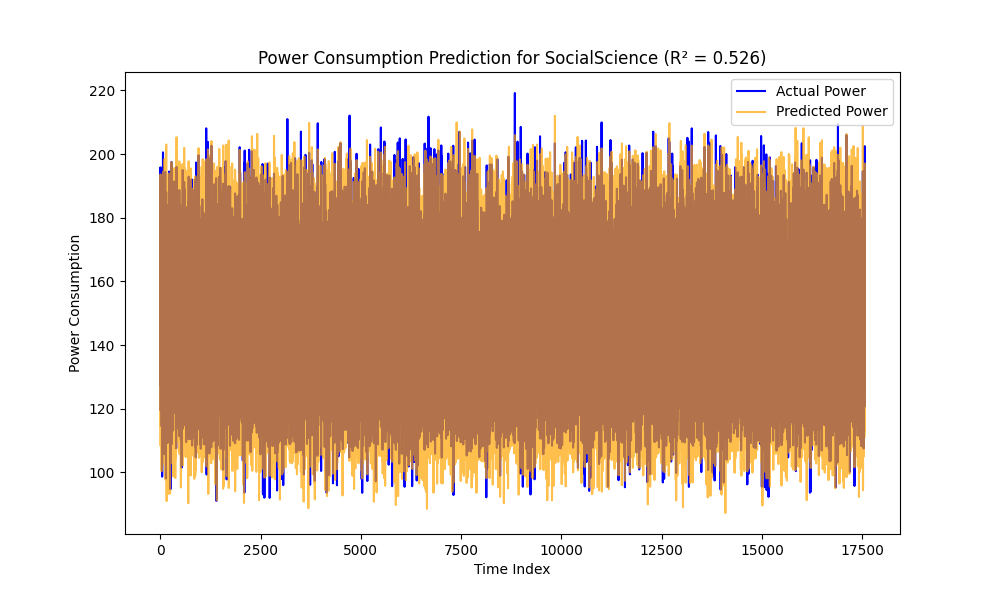 Power Consumption Prediction for SocialScience (R² = 0.526)
Actual Power
Predicted Power
Power Consumption
220
200
180
160
140
120
100
0 2500 5000 7500 10000 12500 15000 17500
Time Index